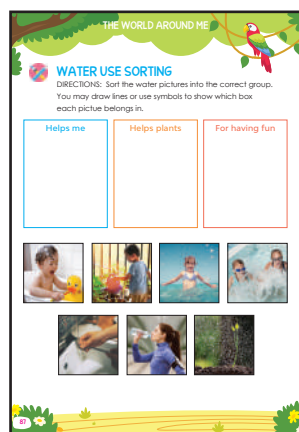 THE WORLD AROUND ME
WATER USE SORTING
DIRECTIONS: Sort the water pictures into the correct group.
You may draw lines or use symbols to show which box
each pictue belongs in.
Helps me
Helps plants
For having fun
87